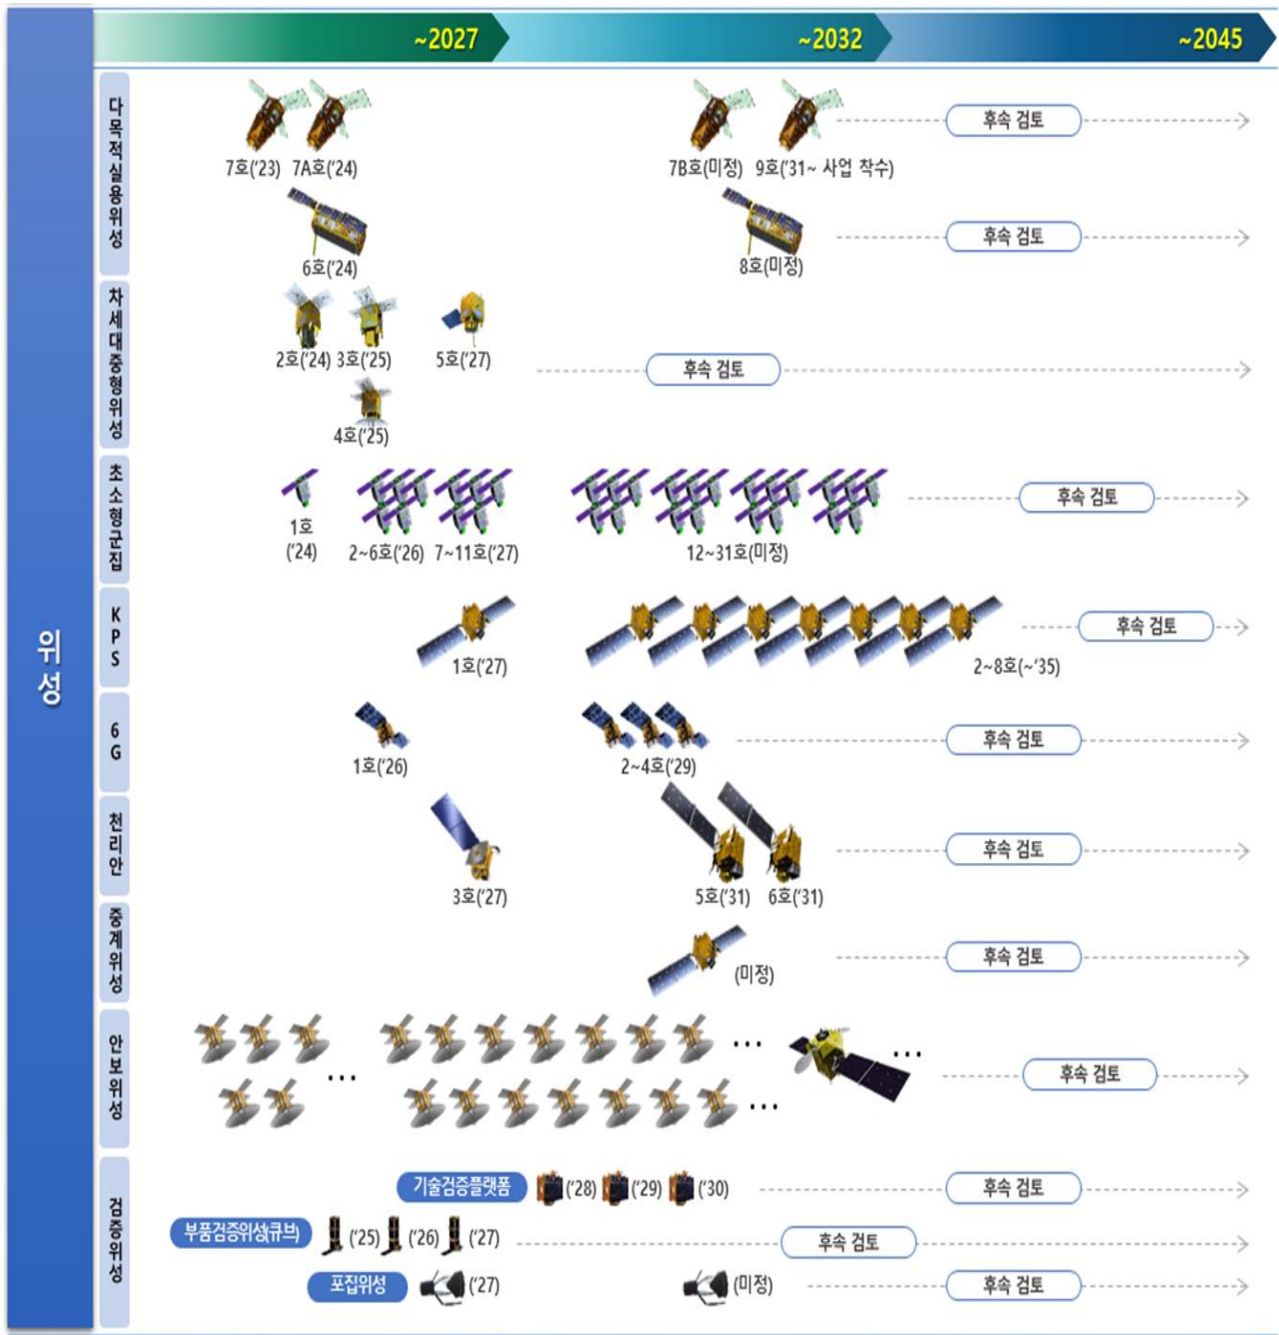 ~2027
~2032
~2045
위성
다목적실용위성
7호('23)
7A호('24)
7B호(미정)
9호('31~ 사업 착수)
후속 검토
6호('24)
8호(미정)
후속 검토
차세대중형위성
2호('24)
3호('25)
5호('27)
후속 검토
4호('25)
초소형군집
1호
('24)
2~6호('26)
7~11호('27)
12~31호(미정)
후속 검토
KPS
1호('27)
2~8호(~'35)
후속 검토
6G
1호('26)
2~4호('29)
후속 검토
천리안
3호('27)
5호('31)
6호('31)
후속 검토
중계위성
(미정)
후속 검토
안보위성
...
...
...
...
후속 검토
검증위성
기술검증플랫폼
('28)
('29)
('30)
후속 검토
부품검증위성(큐브)
('25)
('26)
('27)
후속 검토
포집위성
('27)
(미정)
후속 검토